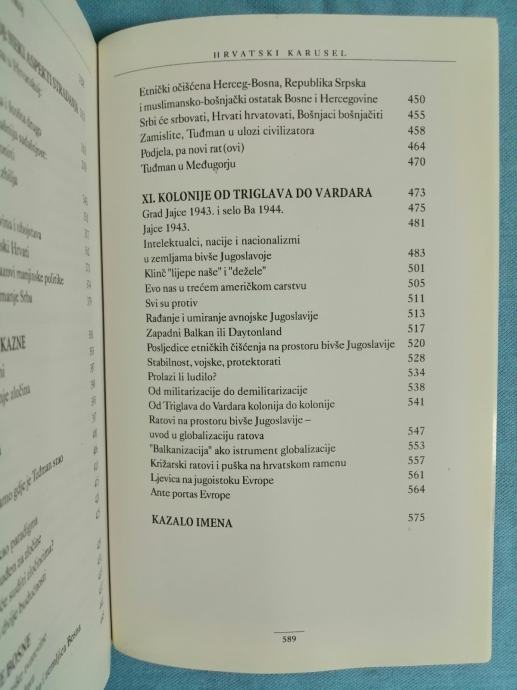 HRVATSKI KARUSEL
Etnički očišćena Herceg-Bosna, Republika Srpska
i muslimansko-bošnjački ostatak Bosne i Hercegovine 450
Srbi će srbovati, Hrvati hrvatovati, Bošnjaci bošnjačiti 455
Zamislite, Tuđman u ulozi civilizatora 458
Podjela, pa novi rat(ovi) 464
Tuđman u Međugorju 470
XI. KOLONIJE OD TRIGLAVA DO VARDARA 473
Grad Jajce 1943. i selo Ba 1944. 475
Jajce 1943. 481
Intelektualci, nacije i nacionalizmi
u zemljama bivše Jugoslavoje 483
Klinč "lijepe naše" i "dežele" 501
Evo nas u trećem američkom carstvu 505
Svi su protiv 511
Rađanje i umiranje avnojske Jugoslavije 513
Zapadni Balkan ili Daytonland 517
Posljedice etničkih čišćenja na prostoru bivše Jugoslavije 520
Stabilnost, vojske, protektorati 528
Prolazi li ludilo? 534
Od militarizacije do demilitarizacije 538
Od Triglava do Vardara kolonija do kolonije 541
Ratovi na prostoru bivše Jugoslavije –
uvod u globalizaciju ratova 547
"Balkanizacija" ako istrument globalizacije 553
Križarski ratovi i puška na hrvatskom ramenu 557
Ljevica na jugoistoku Evrope 561
Ante portas Evrope 564
KAZALO IMENA 575
589